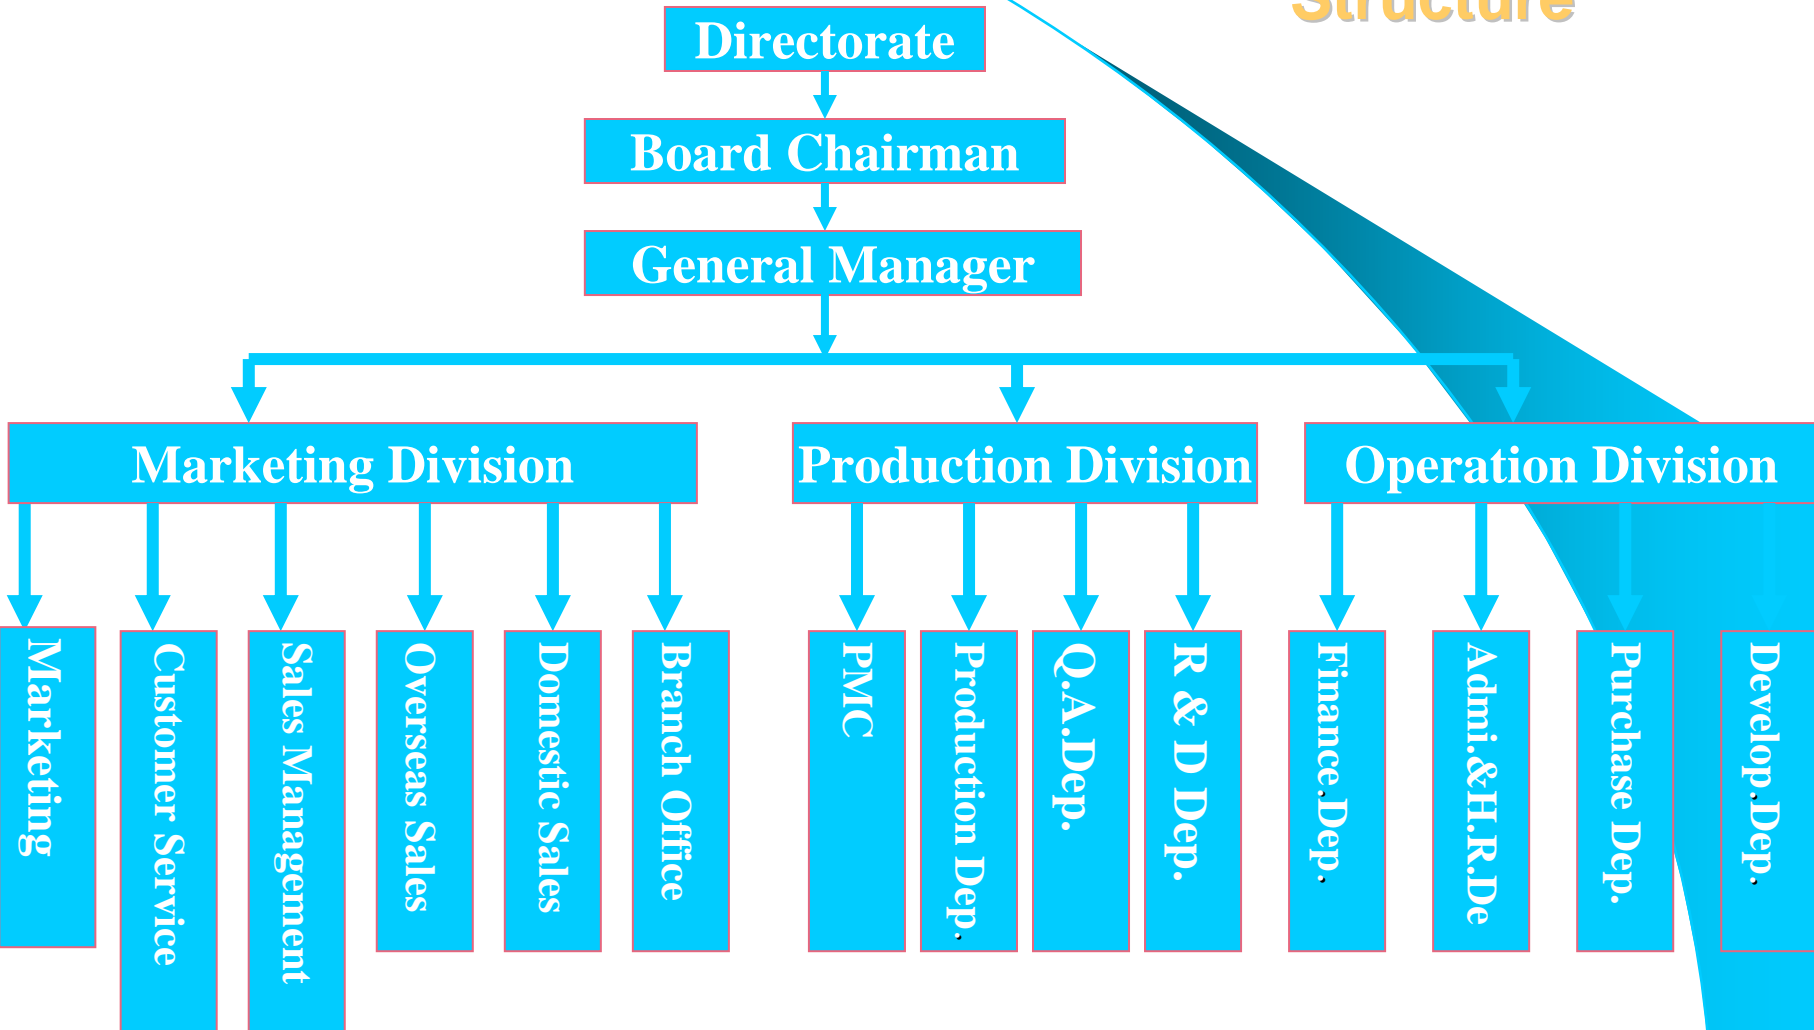 Structure
Directorate
Board Chairman
General Manager
Marketing Division
Production Division
Operation Division
Marketing
Customer Service
Sales Management
Overseas Sales
Domestic Sales
Branch Office
PMC
Production Dep.
Q.A.Dep.
R & D Dep.
Finance.Dep.
Admi.&H.R.De
Purchase Dep.
Develop.Dep.